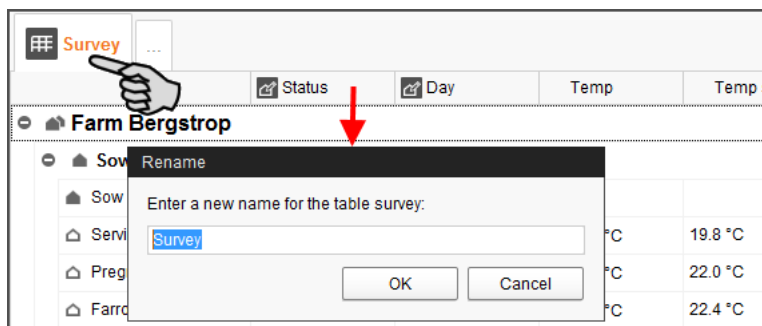 Survey ...
Status Day Temp Temp
Farm Bergstrop
Sow
Rename
Sow
Enter a new name for the table survey:
Servi
Survey
°C 19.8 °C
Preg
°C 22.0 °C
OK Cancel
Farro
°C 22.4 °C